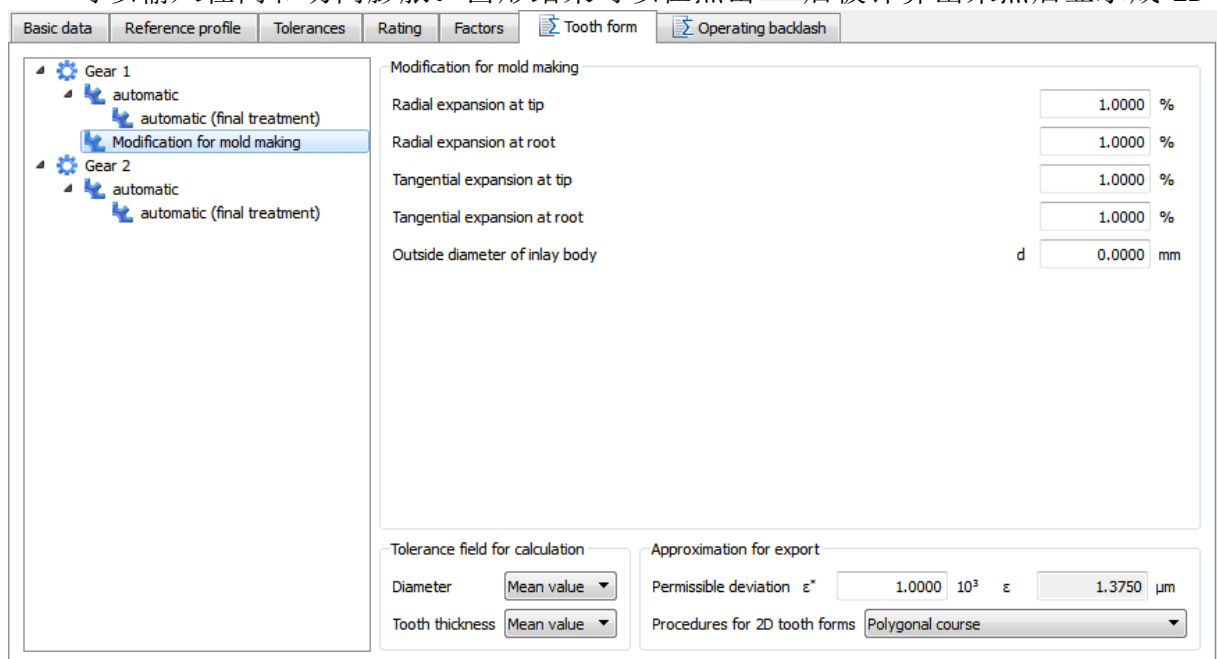 Basic data Reference profile Tolerances Rating Factors Tooth form Operating backlash
Gear 1
automatic
automatic (final treatment)
Modification for mold making
Gear 2
automatic
automatic (final treatment)
Modification for mold making
Radial expansion at tip 1.0000 %
Radial expansion at root 1.0000 %
Tangential expansion at tip 1.0000 %
Tangential expansion at root 1.0000 %
Outside diameter of inlay body d 0.0000 mm
Tolerance field for calculation
Diameter Mean value
Tooth thickness Mean value
Approximation for export
Permissible deviation ε* 1.0000 10³ ε 1.3750 µm
Procedures for 2D tooth forms Polygonal course